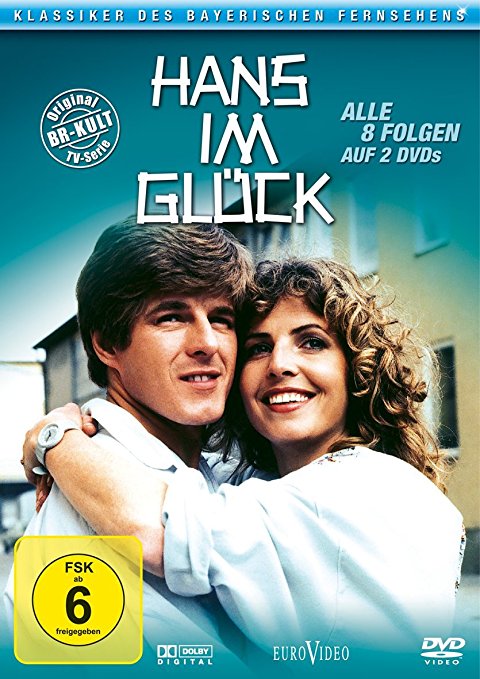 KLASSIKER DES BAYERISCHEN FERNSEHENS
HANS
IM
GLÜCK
Original
BR-KULT
TV-Serie
ALLE
8 FOLGEN
AUF 2 DVDs
FSK
ab
6
freigegeben
DOLBY
DIGITAL
EUROVIDEO
DVD
VIDEO